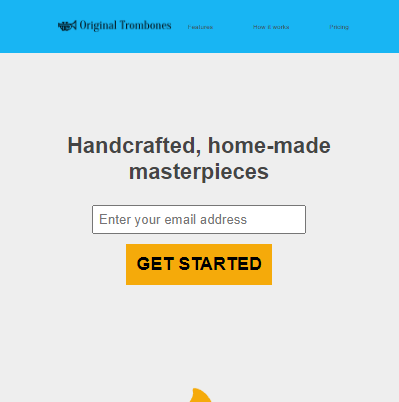 Original Trombones
Features
How it works
Pricing
Handcrafted, home-made
masterpieces
Enter your email address
GET STARTED